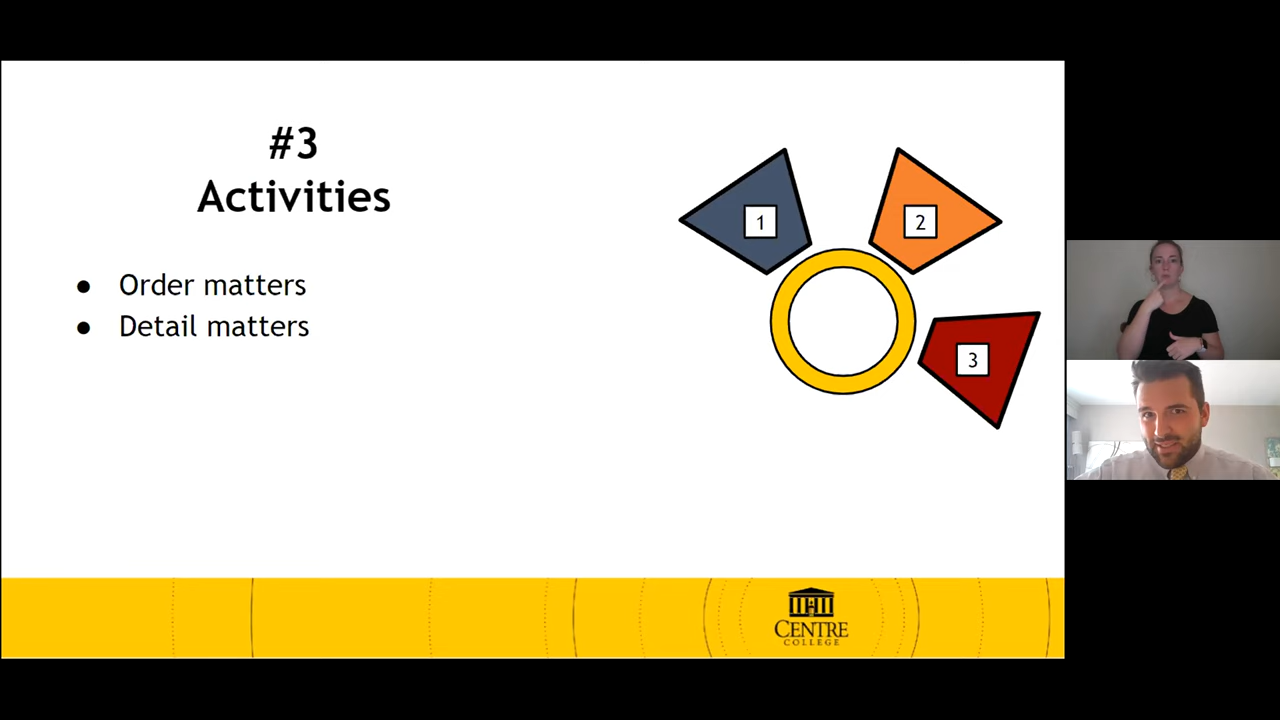 #3
Activities
● Order matters
● Detail matters
1
2
3
CENTRE
COLLEGE